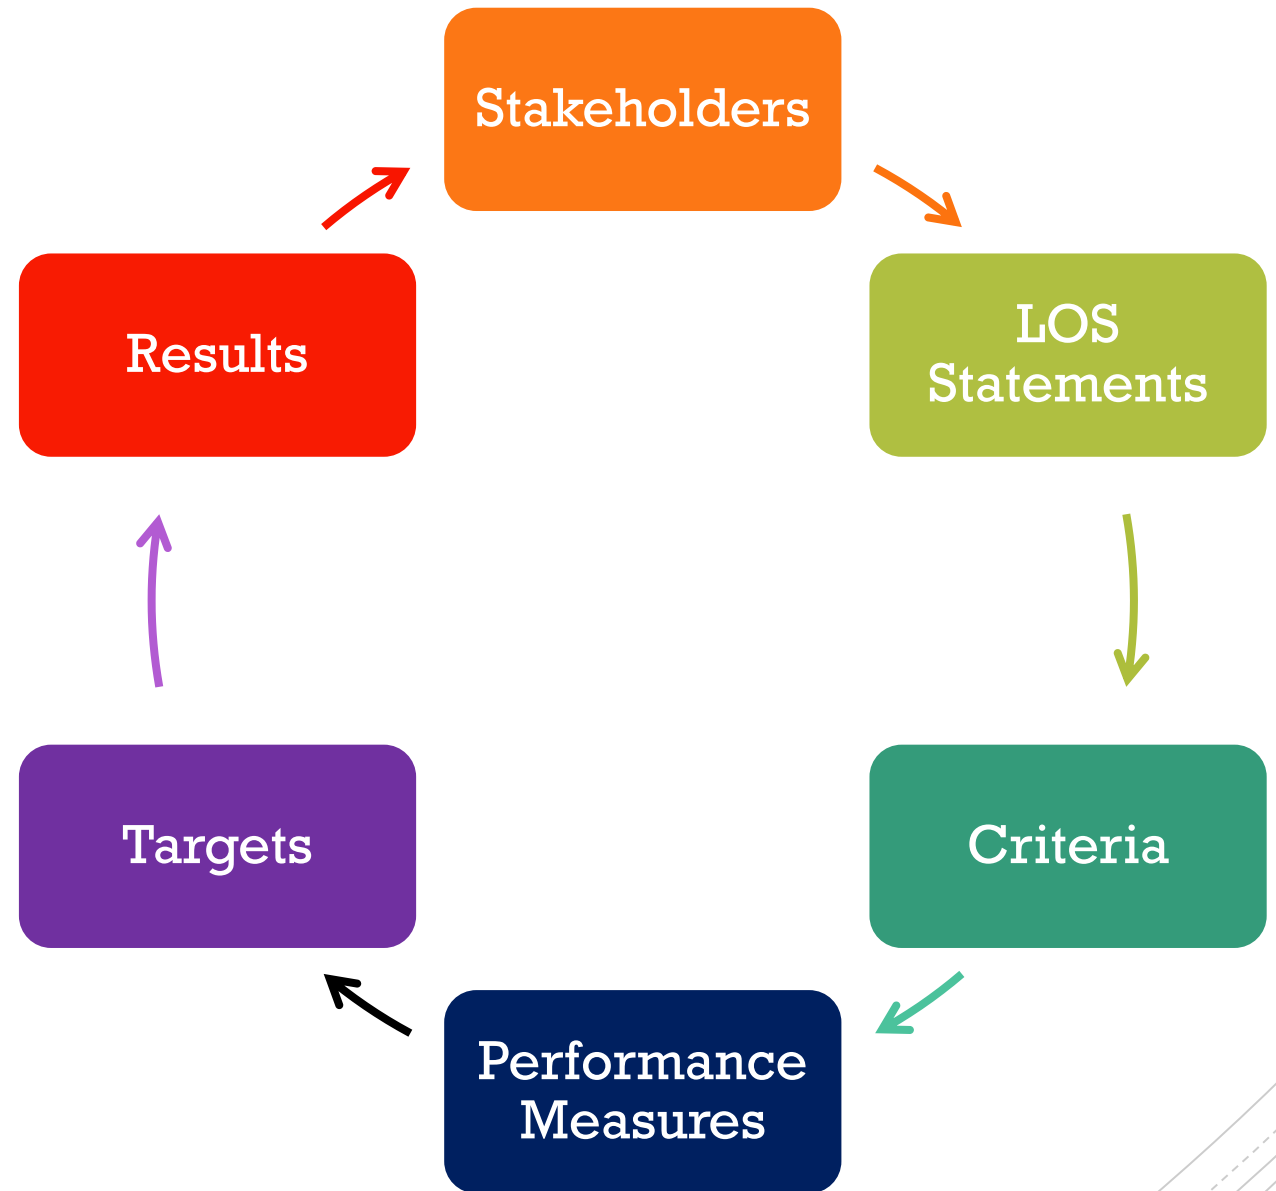 Stakeholders
LOS
Statements
Criteria
Performance
Measures
Targets
Results